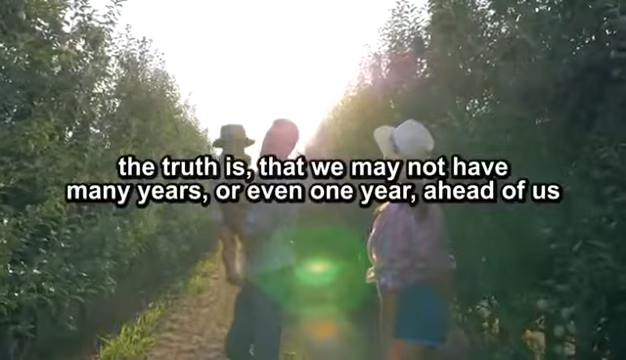 the truth is, that we may not have
many years, or even one year, ahead of us